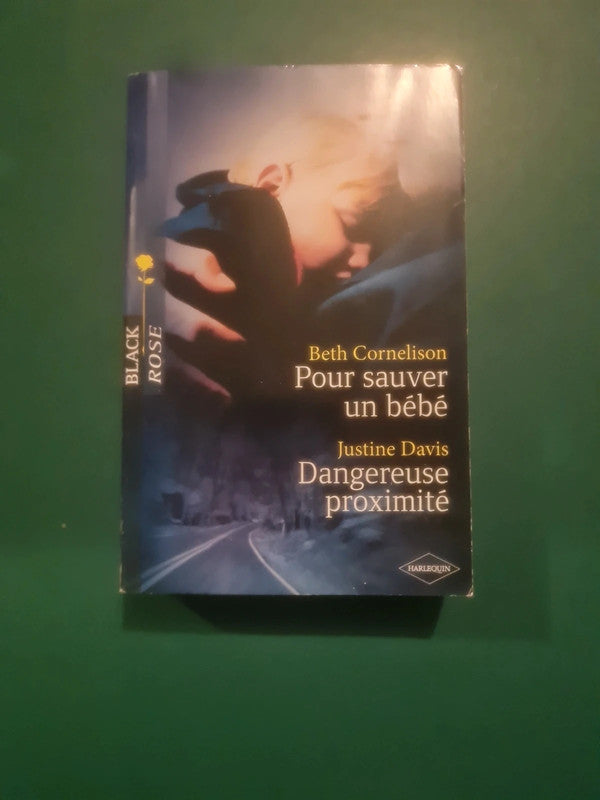 BLACK
ROSE
Beth Cornelison
Pour sauver
un bébé
Justine Davis
Dangereuse
proximité
HARLEQUIN